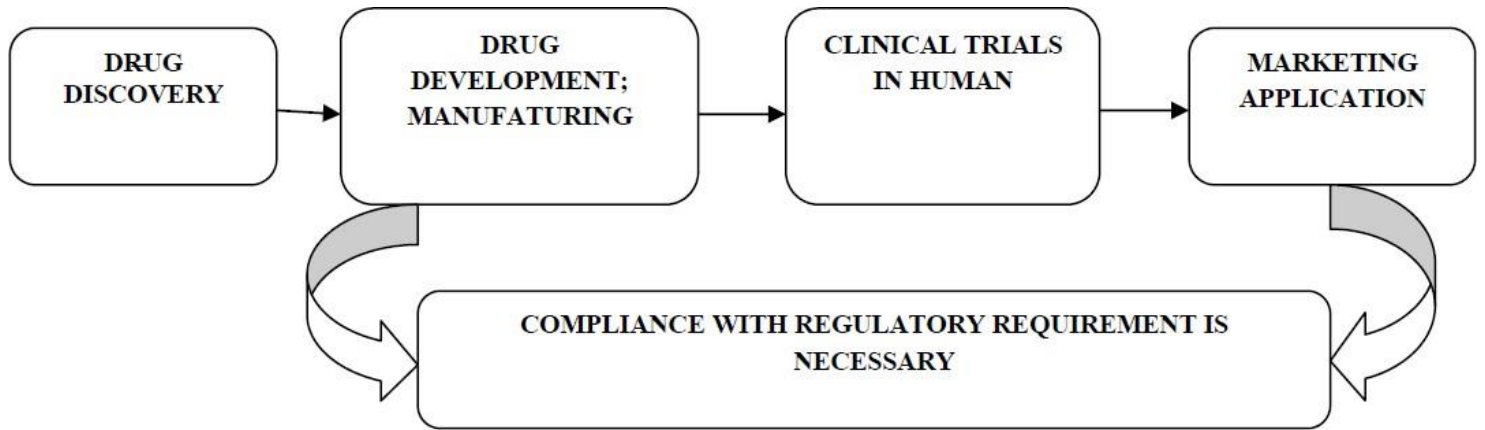 DRUG
DISCOVERY
DRUG
DEVELOPMENT;
MANUFATURING
CLINICAL TRIALS
IN HUMAN
MARKETING
APPLICATION
COMPLIANCE WITH REGULATORY REQUIREMENT IS
NECESSARY